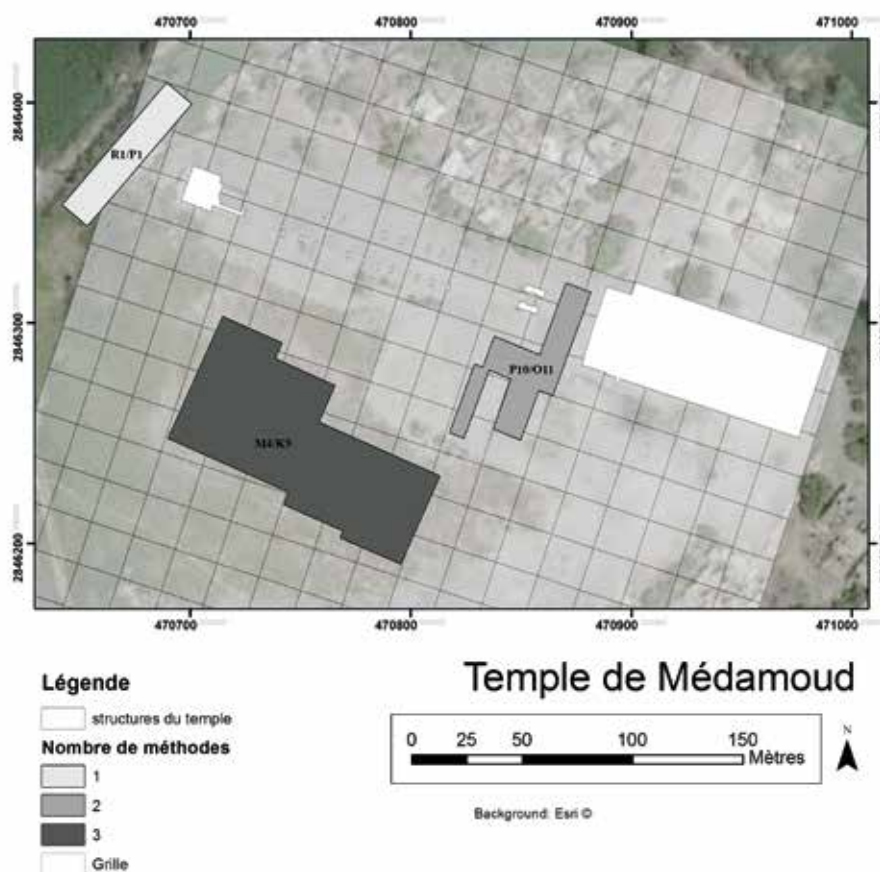 470700 470800 470900 471000
2846400
R1/P1
2846300
P10/O11
M4/K9
2846200
470700 470800 470900 471000
Légende
structures du temple
Nombre de méthodes
1
2
3
Grille
Temple de Médamoud
0 25 50 100 150
Mètres
N
Background: Esri ©